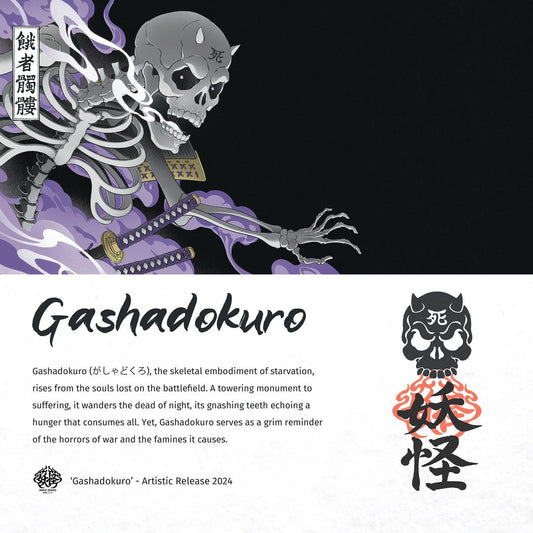 餓者髑髏
死
Gashadokuro
Gashadokuro (がしゃどくろ), the skeletal embodiment of starvation,
rises from the souls lost on the battlefield. A towering monument to
suffering, it wanders the dead of night, its gnashing teeth echoing a
hunger that consumes all. Yet, Gashadokuro serves as a grim reminder
of the horrors of war and the famines it causes.
'Gashadokuro' - Artistic Release 2024
死
妖怪